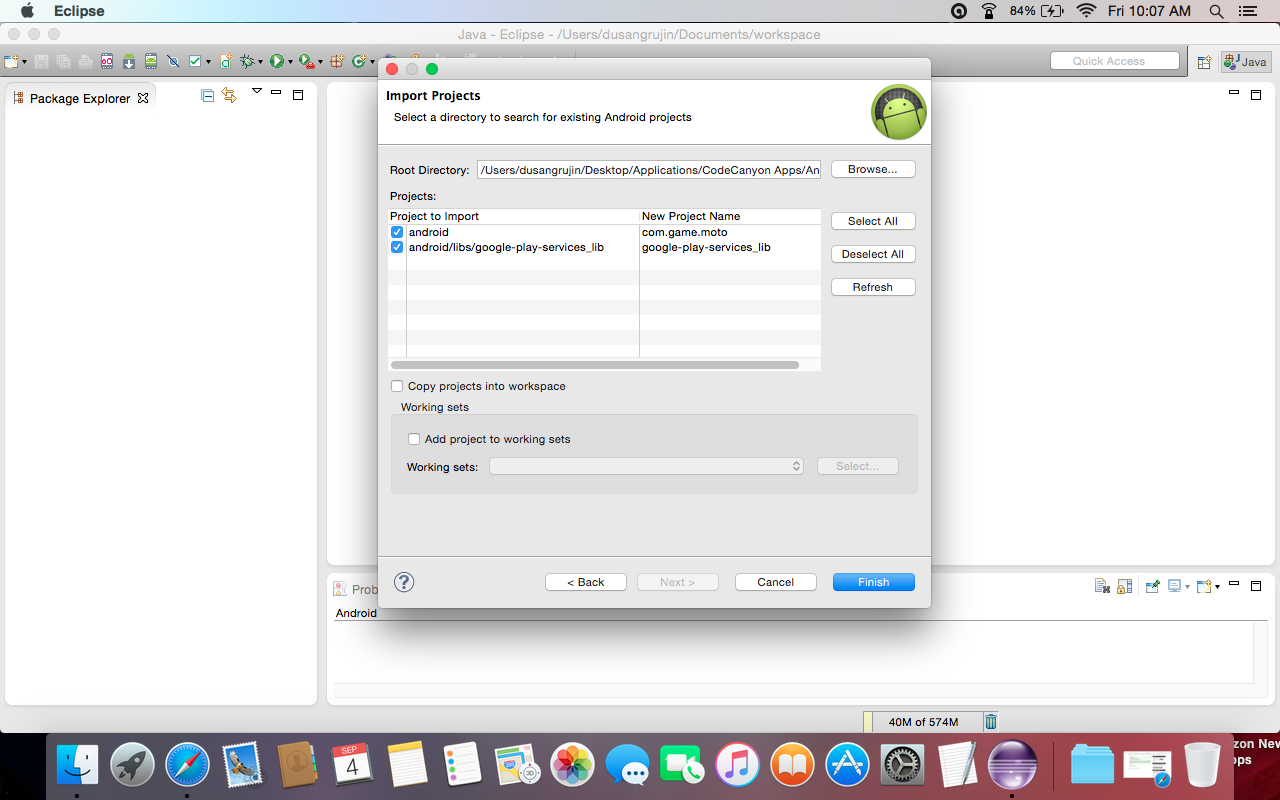 Eclipse
84%
Fri 10:07 AM
Java - Eclipse - /Users/dusangrujin/Documents/workspace
Quick Access
Java
Package Explorer
Import Projects
Select a directory to search for existing Android projects
Root Directory:
/Users/dusangrujin/Desktop/Applications/CodeCanyon Apps/An
Browse...
Projects:
Project to Import
New Project Name
android
com.game.moto
android/libs/google-play-services_lib
google-play-services_lib
Select All
Deselect All
Refresh
Copy projects into workspace
Working sets
Add project to working sets
Working sets:
Select...
?
< Back
Next >
Cancel
Finish
Prob
Android
40M of 574M
SEP
4
3D
zon New
pps